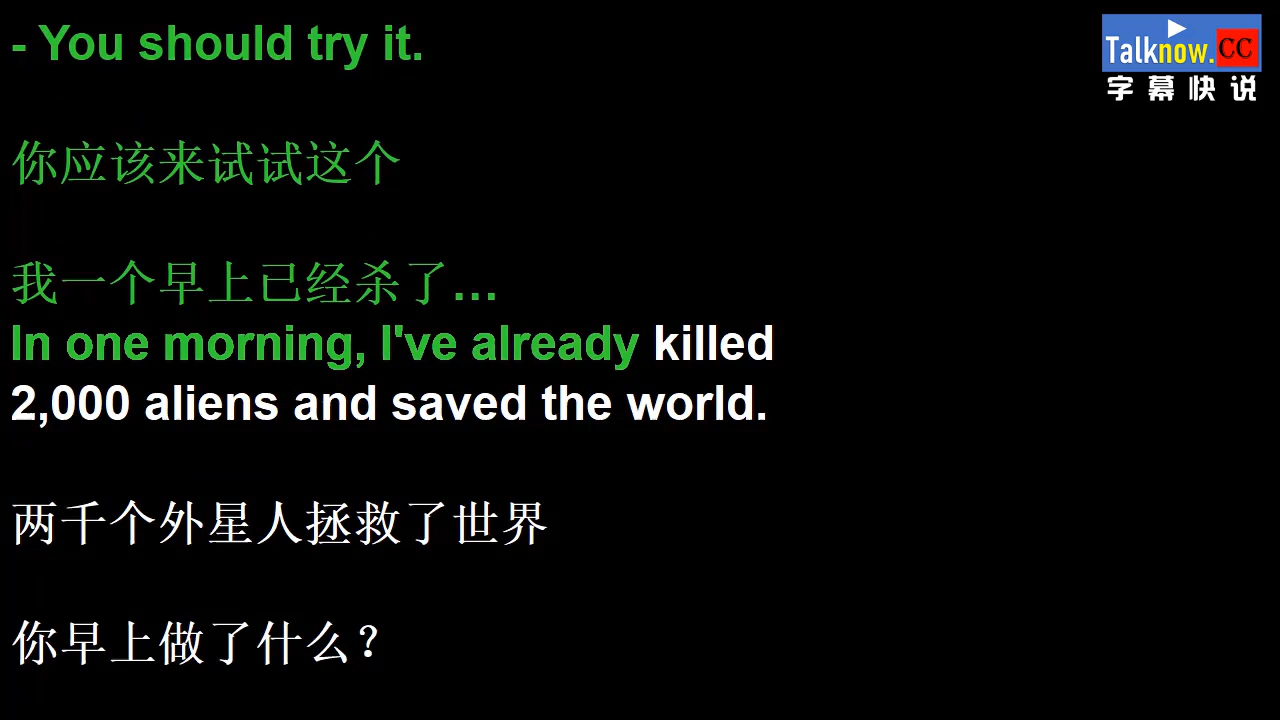 - You should try it.
Talknow.CC
字幕快说
你应该来试试这个
我一个早上已经杀了...
In one morning, I've already killed
2,000 aliens and saved the world.
两千个外星人拯救了世界
你早上做了什么？